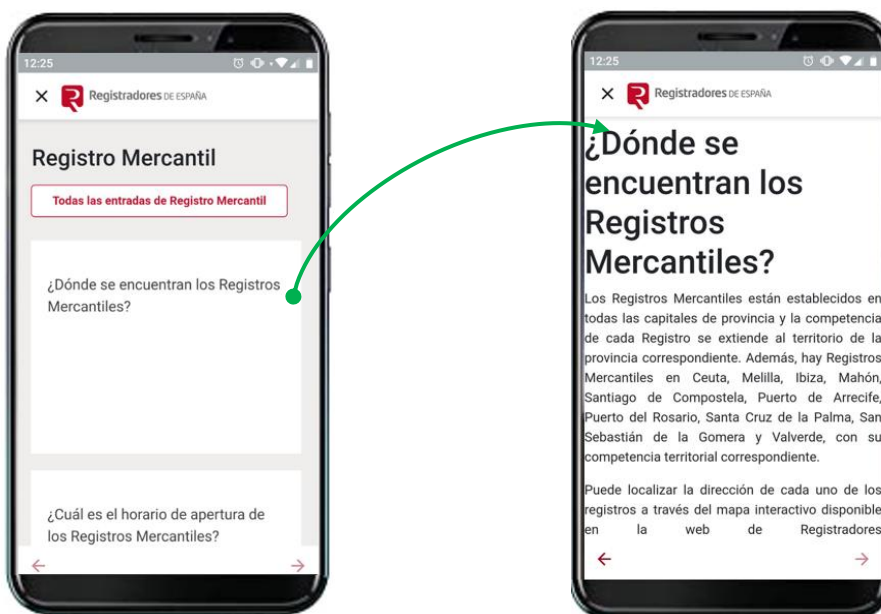 12:25
Registradores DE ESPAÑA
Registro Mercantil
Todas las entradas de Registro Mercantil
¿Dónde se encuentran los Registros
Mercantiles?
¿Cuál es el horario de apertura de
los Registros Mercantiles?
12:25
Registradores DE ESPAÑA
¿Dónde se
encuentran los
Registros
Mercantiles?
Los Registros Mercantiles están establecidos en
todas las capitales de provincia y la competencia
de cada Registro se extiende al territorio de la
provincia correspondiente. Además, hay Registros
Mercantiles en Ceuta, Melilla, Ibiza, Mahón,
Santiago de Compostela, Puerto de Arrecife,
Puerto del Rosario, Santa Cruz de la Palma, San
Sebastián de la Gomera y Valverde, con su
competencia territorial correspondiente.
Puede localizar la dirección de cada uno de los
registros a través del mapa interactivo disponible
en la web de Registradores